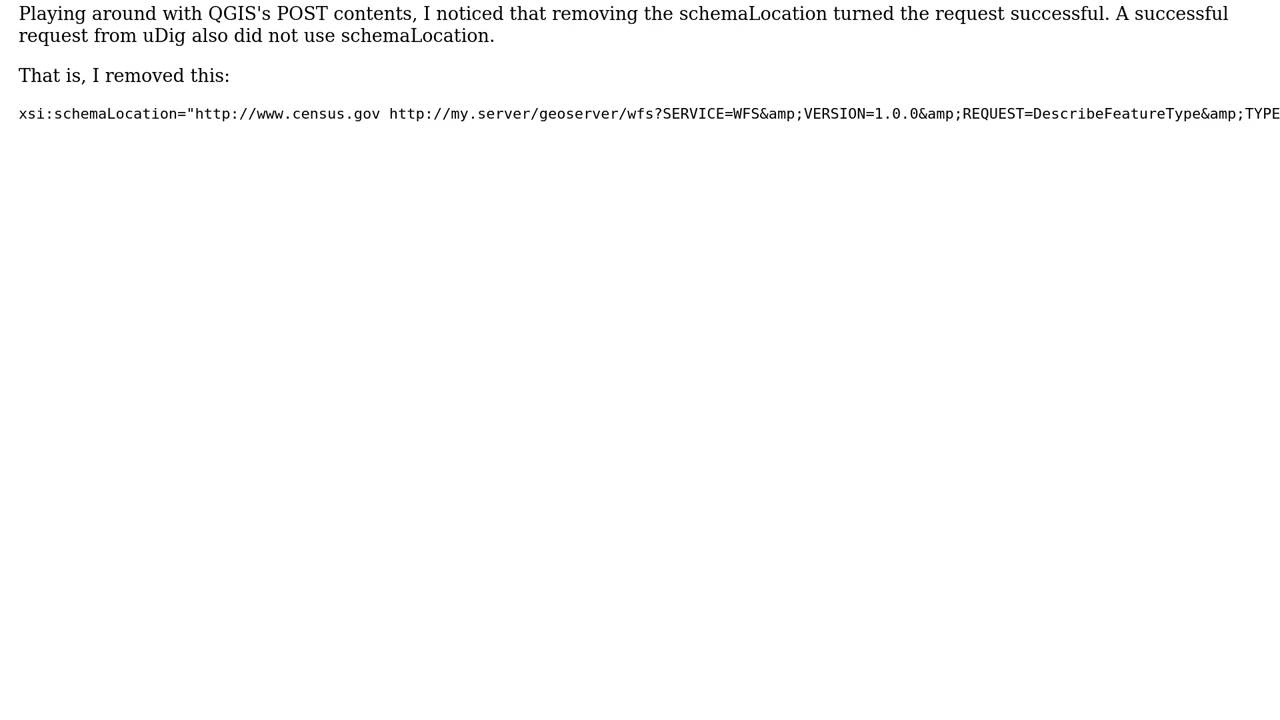 Playing around with QGIS's POST contents, I noticed that removing the schemaLocation turned the request successful. A successful
request from uDig also did not use schemaLocation.
That is, I removed this:
xsi:schemaLocation="http://www.census.gov http://my.server/geoserver/wfs?SERVICE=WFS&amp;VERSION=1.0.0&amp;REQUEST=DescribeFeatureType&amp;TYPE